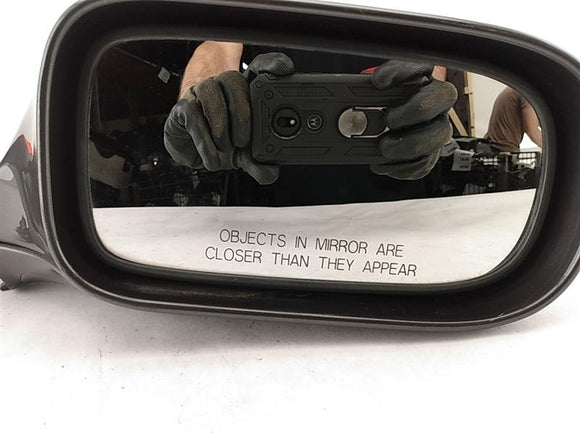 OBJECTS IN MIRROR ARE
CLOSER THAN THEY APPEAR